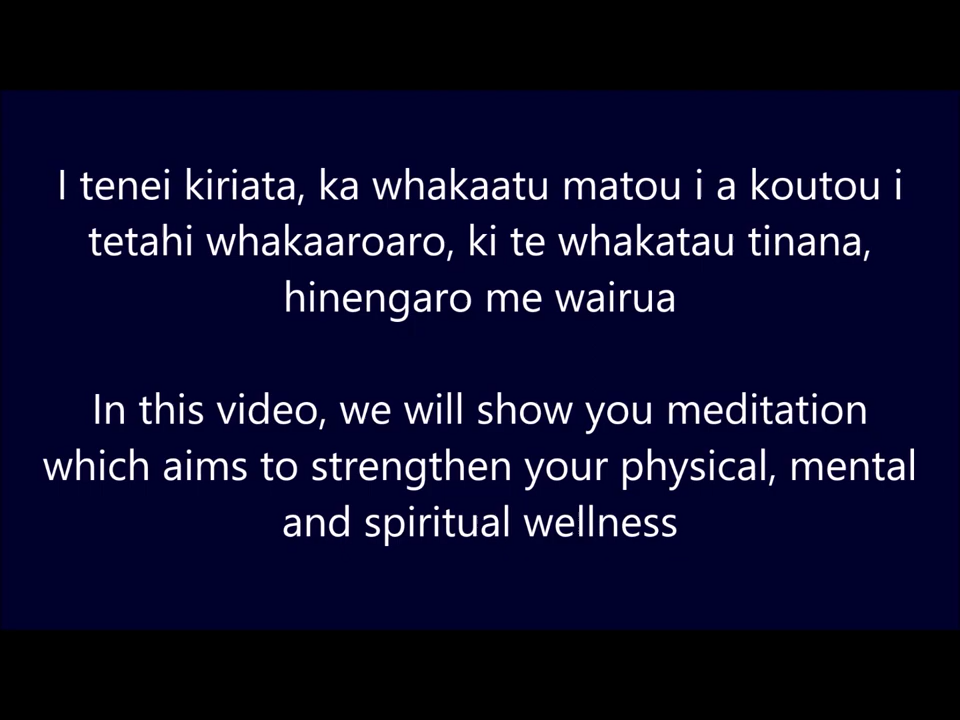 I tenei kiriata, ka whakaatu matou i a koutou i
tetahi whakaaroaro, ki te whakatau tinana,
hinengaro me wairua
In this video, we will show you meditation
which aims to strengthen your physical, mental
and spiritual wellness